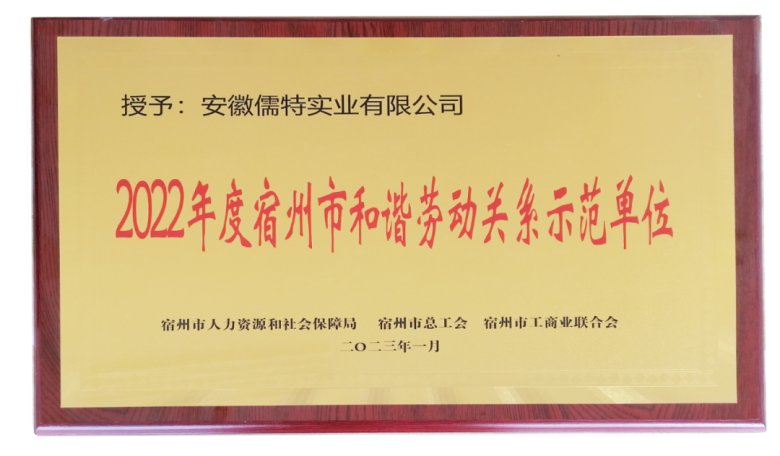 授予：安徽儒特实业有限公司
2022年度宿州市和谐劳动关系示范单位
宿州市人力资源和社会保障局 宿州市总工会 宿州市工商业联合会
二〇二三年一月